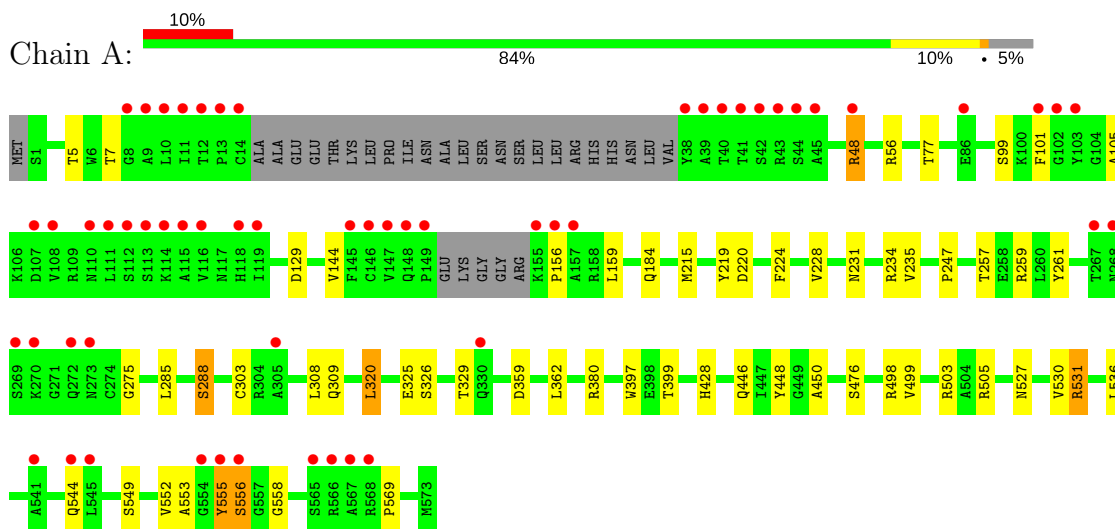 10%
Chain A:
84% 10% • 5%
MET S1 T5 W6 T7 G8 A9 L10 I11 T12 P13 C14 ALA ALA GLU GLU THR LYS LEU PRO ILE ASN ALA LEU SER ASN SER LEU LEU ARG HIS HIS ASN LEU VAL Y38 A39 T40 T41 S42 R43 S44 A45 R48 R56 T77 E86 S99 K100 F101 G102 Y103 G104 A105
K106 D107 V108 R109 N110 L111 S112 S113 K114 A115 V116 N117 H118 I119 D129 V144 F145 C146 V147 Q148 P149 GLU LYS GLY GLY ARG K155 P156 A157 R158 L159 Q184 M215 Y219 D220 F224 V228 N231 R234 V235 P247 T257 E258 R259 L260 Y261 T267 N268
S269 K270 G271 Q272 N273 C274 G275 L285 S288 C303 R304 A305 L308 Q309 L320 E325 S326 T329 Q330 D359 L362 R380 W397 E398 T399 H428 Q446 I447 Y448 G449 A450 S476 R498 V499 R503 A504 R505 N527 V530 R531 L536
A541 Q544 L545 S549 V552 A553 G554 Y555 S556 G557 G558 S565 R566 A567 R568 P569 M573